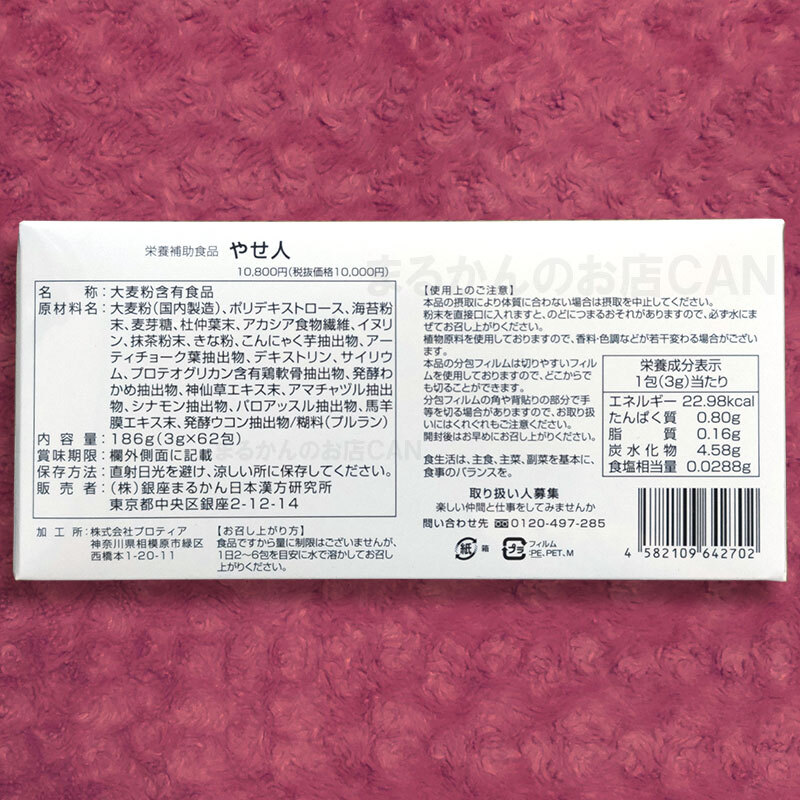 栄養補助食品 やせ人
10,800円(税抜価格10,000円)
名 称:大麦粉含有食品
原材料名:大麦粉(国内製造)、ポリデキストロース、海苔粉
末、麦芽糖、杜仲葉末、アカシア食物繊維、イヌリ
ン、抹茶粉末、きな粉、こんにゃく芋抽出物、アー
ティチョーク葉抽出物、デキストリン、サイリウ
ム、プロテオグリカン含有鶏軟骨抽出物、発酵わ
かめ抽出物、神仙草エキス末、アマチャヅル抽出
物、シナモン抽出物、バロアッスル抽出物、馬羊
膜エキス末、発酵ウコン抽出物/糊料(プルラン)
内 容 量:186g(3g×62包)
賞味期限:欄外側面に記載
保存方法:直射日光を避け、涼しい所に保存してください。
販 売 者:(株)銀座まるかん日本漢方研究所
東京都中央区銀座2-12-14
加 工 所:株式会社プロティア
神奈川県相模原市緑区
西橋本1-20-11
【お召し上がり方】
食品ですから量に制限はございませんが、
1日2〜6包を目安に水で溶かしてお召し
上がりください。
まるかんのお店CAN
【使用上のご注意】
本品の摂取により体質に合わない場合は摂取を中止してください。
粉末を直接口に入れますと、のどにつまるおそれがありますので、必ず水にま
ぜてお召し上がりください。
植物原料を使用しておりますので、香料・色調などが若干変わる場合がござい
ます。
本品の分包フィルムは切りやすいフィル
ムを使用しておりますので、どこからで
も切ることができます。
分包フィルムの角や背貼りの部分で手
等を切る場合がありますので、お取り扱
いにはくれぐれもご注意ください。
開封後はお早めにお召し上がりください。
食生活は、主食、主菜、副菜を基本に、
食事のバランスを。
栄養成分表示
1包(3g)当たり
エネルギー 22.98kcal
たんぱく質 0.80g
脂 質 0.16g
炭水化物 4.58g
食塩相当量 0.0288g
まるかんのお店CAN
取り扱い人募集
楽しい仲間と仕事をしてみませんか
問い合わせ先 0120-497-285
紙 箱
プラ フィルム
:PE、PET、M
4 582109 642702